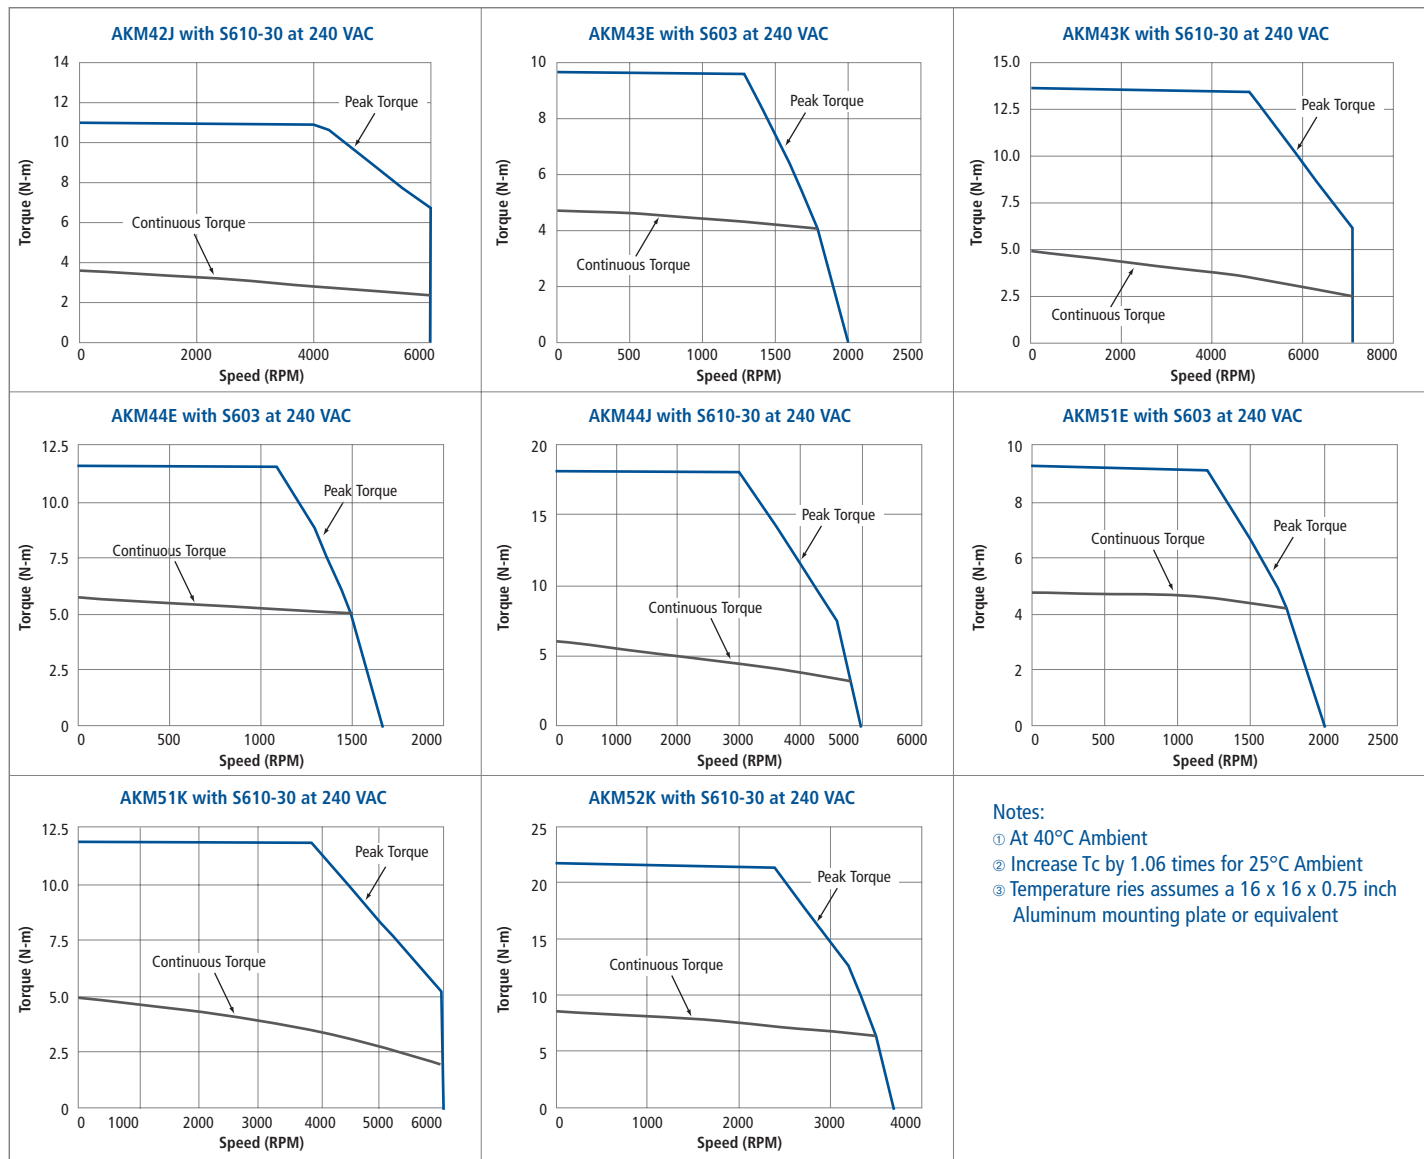 AKM42J with S610-30 at 240 VAC
14
12
10
8
6
4
2
0
Torque (N-m)
Peak Torque
Continuous Torque
0 2000 4000 6000
Speed (RPM)
AKM43E with S603 at 240 VAC
10
8
6
4
2
0
Torque (N-m)
Peak Torque
Continuous Torque
0 500 1000 1500 2000 2500
Speed (RPM)
AKM43K with S610-30 at 240 VAC
15.0
12.5
10.0
7.5
5.0
2.5
0
Torque (N-m)
Peak Torque
Continuous Torque
0 2000 4000 6000 8000
Speed (RPM)
AKM44E with S603 at 240 VAC
12.5
10.0
7.5
5.0
2.5
0
Torque (N-m)
Peak Torque
Continuous Torque
0 500 1000 1500 2000
Speed (RPM)
AKM44J with S610-30 at 240 VAC
20
15
10
5
0
Torque (N-m)
Peak Torque
Continuous Torque
0 1000 2000 3000 4000 5000 6000
Speed (RPM)
AKM51E with S603 at 240 VAC
10
8
6
4
2
0
Torque (N-m)
Continuous Torque
Peak Torque
0 500 1000 1500 2000 2500
Speed (RPM)
AKM51K with S610-30 at 240 VAC
12.5
10.0
7.5
5.0
2.5
0
Torque (N-m)
Peak Torque
Continuous Torque
0 1000 2000 3000 4000 5000 6000
Speed (RPM)
AKM52K with S610-30 at 240 VAC
25
20
15
10
5
0
Torque (N-m)
Peak Torque
Continuous Torque
0 1000 2000 3000 4000
Speed (RPM)
Notes:
① At 40°C Ambient
② Increase Tc by 1.06 times for 25°C Ambient
③ Temperature ries assumes a 16 x 16 x 0.75 inch
Aluminum mounting plate or equivalent